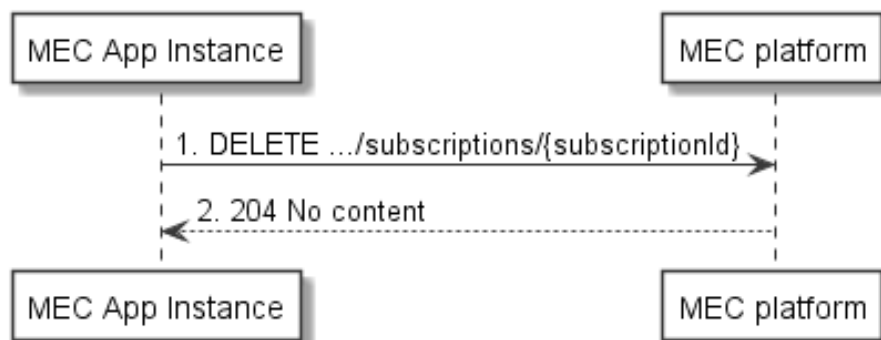 MEC App Instance
MEC platform
1. DELETE .../subscriptions/{subscriptionId}
2. 204 No content
MEC App Instance
MEC platform